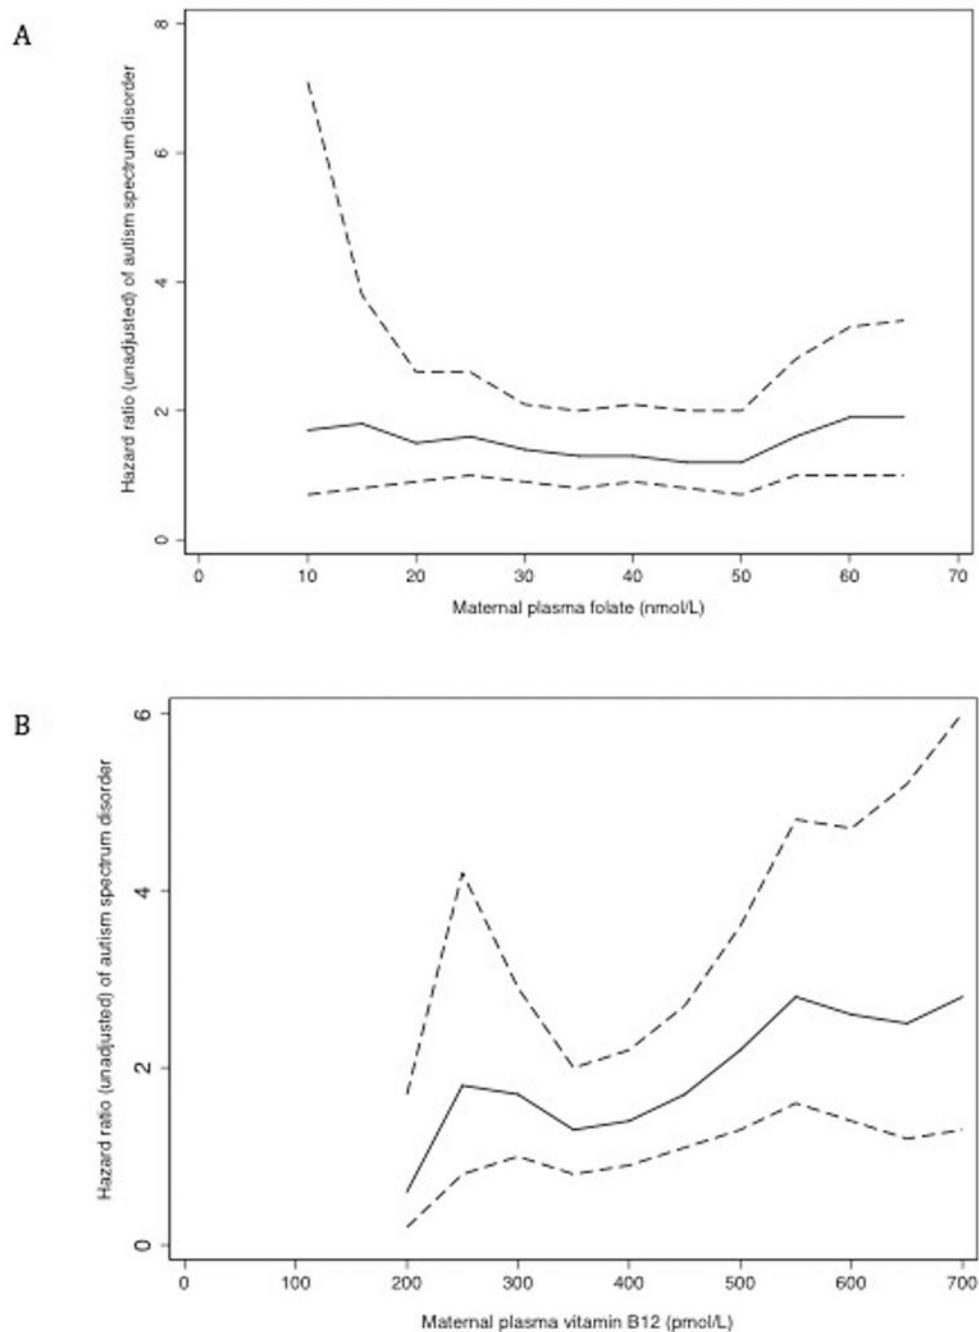 A
Hazard ratio (unadjusted) of autism spectrum disorder
8
6
4
2
0
0 10 20 30 40 50 60 70
Maternal plasma folate (nmol/L)
B
Hazard ratio (unadjusted) of autism spectrum disorder
6
4
2
0
0 100 200 300 400 500 600 700
Maternal plasma vitamin B12 (pmol/L)